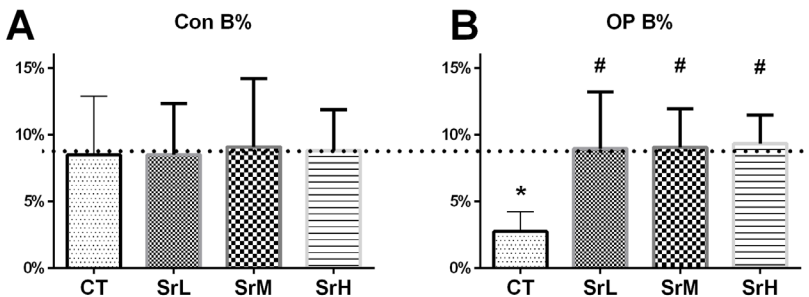 A
Con B%
15%
10%
5%
0%
CT SrL SrM SrH
B
OP B%
15%
10%
5%
0%
*
# # #
CT SrL SrM SrH